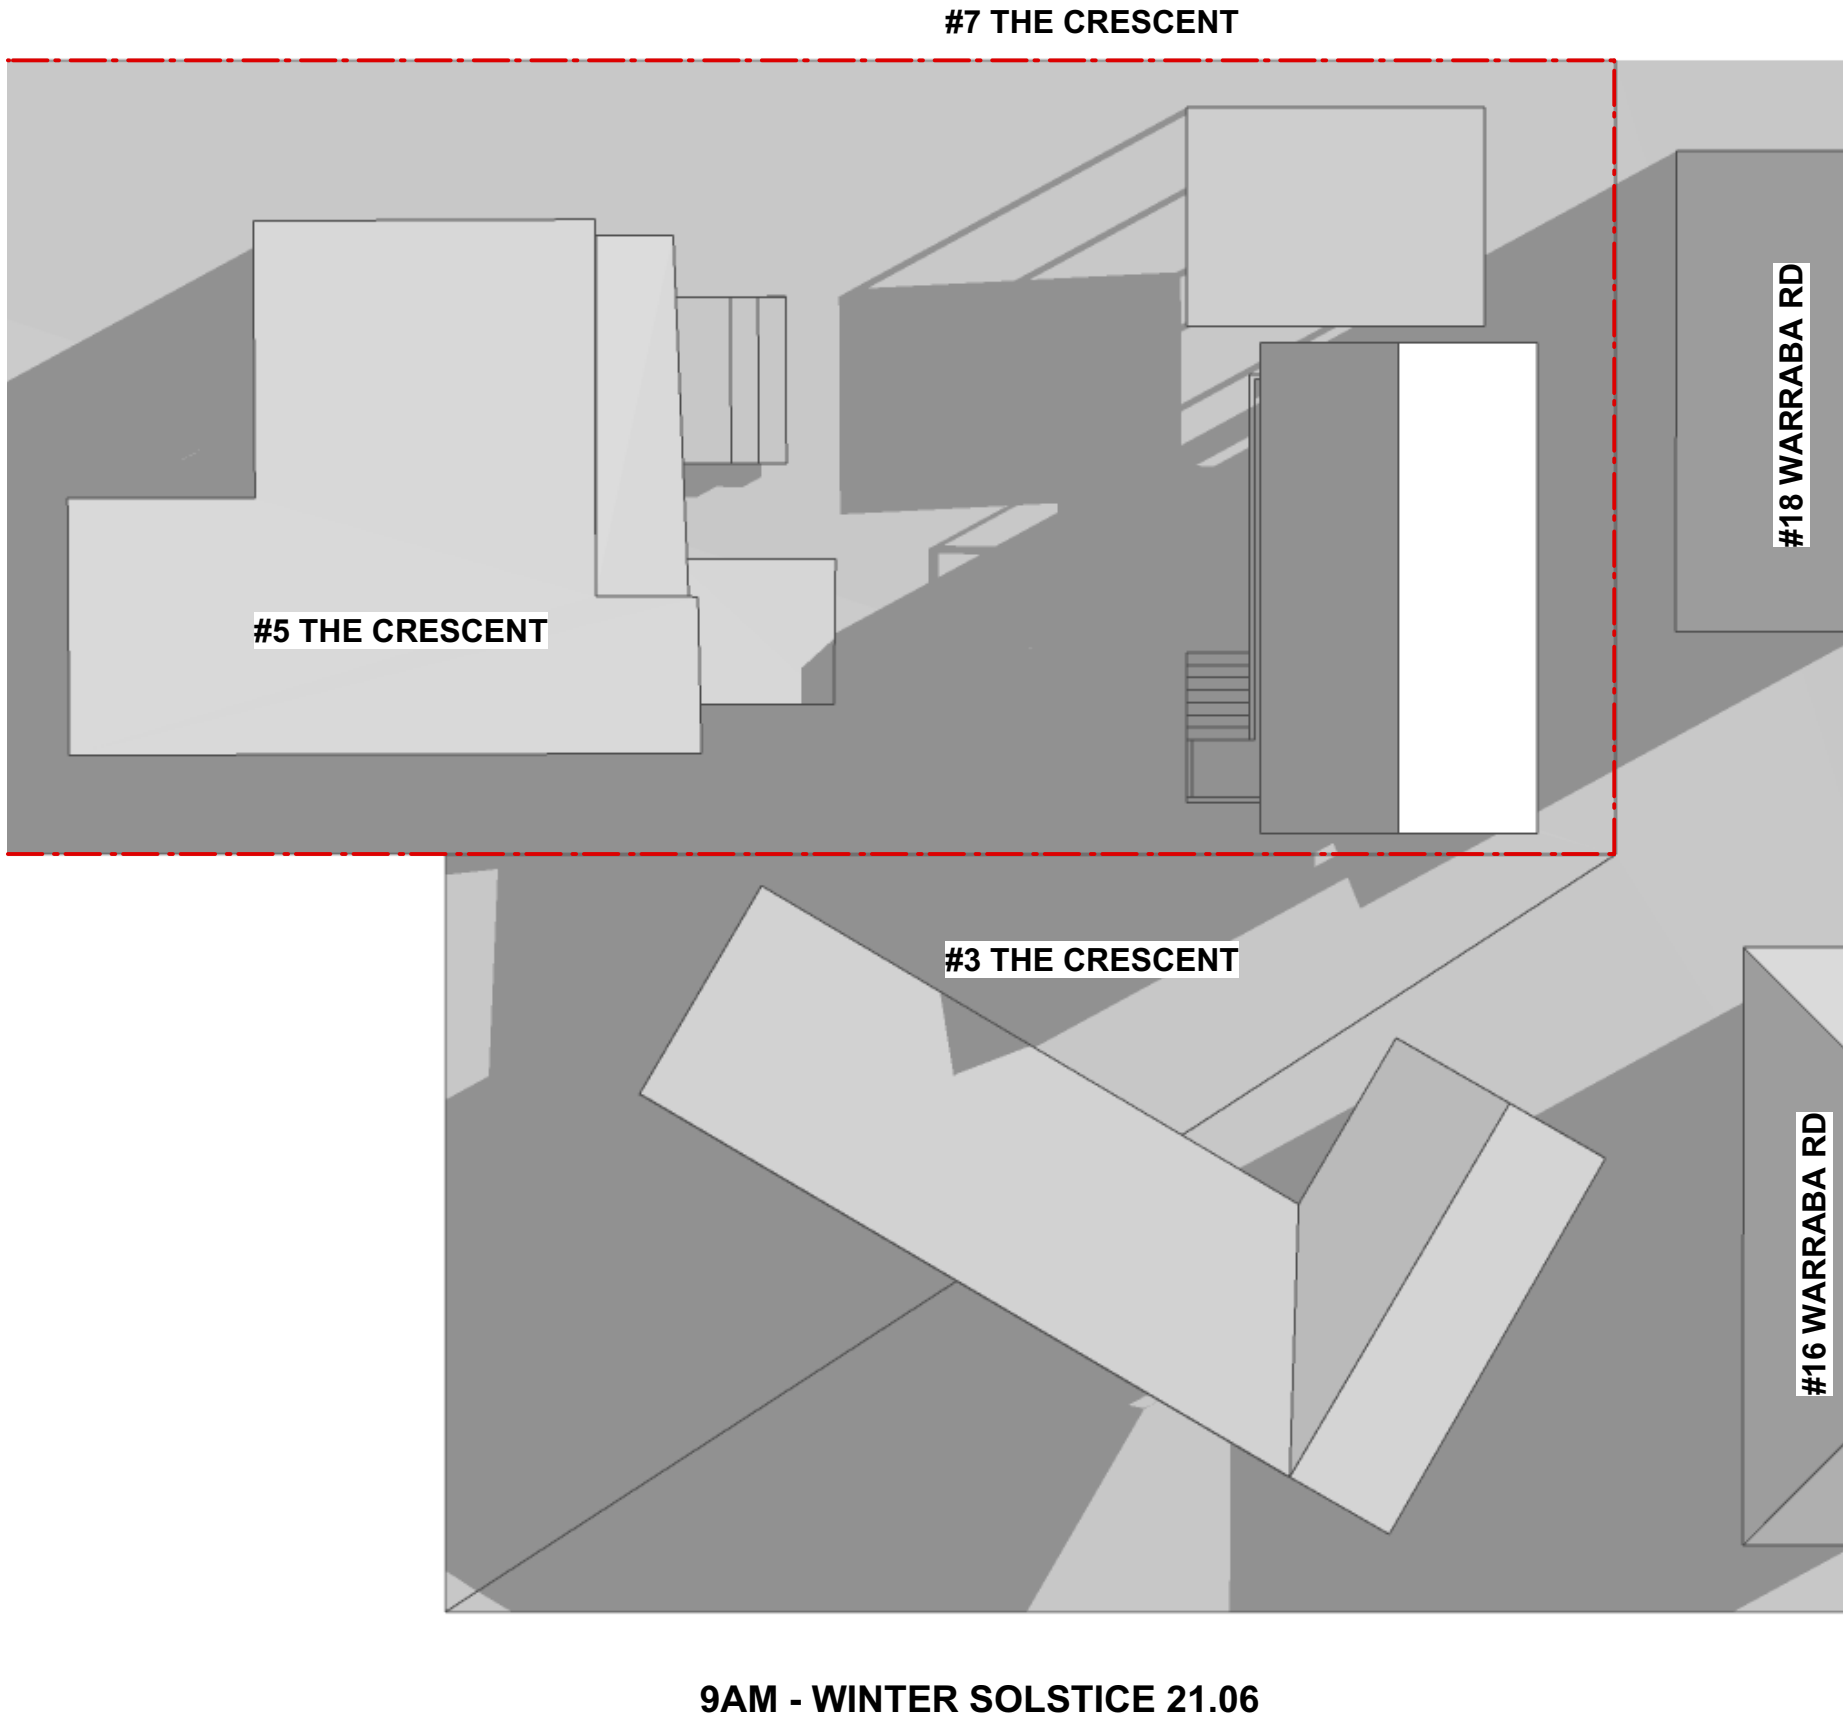 #7 THE CRESCENT
#18 WARRABA RD
#5 THE CRESCENT
#3 THE CRESCENT
#16 WARRABA RD
9AM - WINTER SOLSTICE 21.06